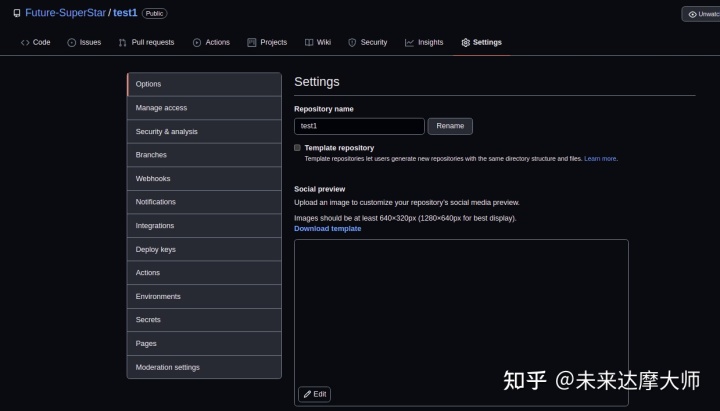 Future-SuperStar / test1 Public
Unwatch
Code Issues Pull requests Actions Projects Wiki Security Insights Settings
Options
Manage access
Security & analysis
Branches
Webhooks
Notifications
Integrations
Deploy keys
Actions
Environments
Secrets
Pages
Moderation settings
Settings
Repository name
test1 Rename
Template repository
Template repositories let users generate new repositories with the same directory structure and files. Learn more.
Social preview
Upload an image to customize your repository's social media preview.
Images should be at least 640×320px (1280×640px for best display).
Download template
Edit
知乎 @未来达摩大师